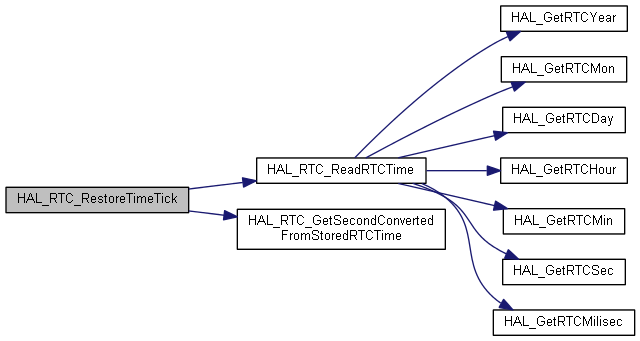 HAL_GetRTCYear
HAL_GetRTCMon
HAL_GetRTCDay
HAL_RTC_ReadRTCTime
HAL_GetRTCHour
HAL_RTC_RestoreTimeTick
HAL_RTC_GetSecondConverted
FromStoredRTCTime
HAL_GetRTCMin
HAL_GetRTCSec
HAL_GetRTCMilisec